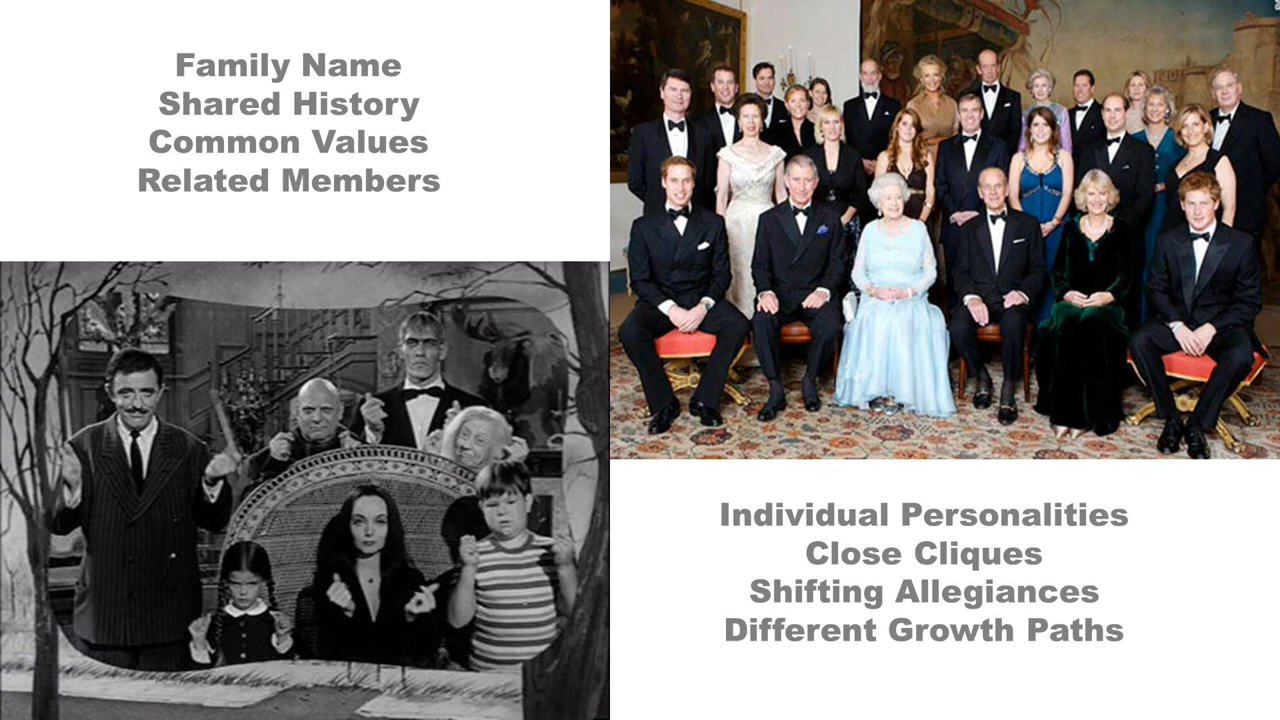 Family Name
Shared History
Common Values
Related Members
Individual Personalities
Close Cliques
Shifting Allegiances
Different Growth Paths